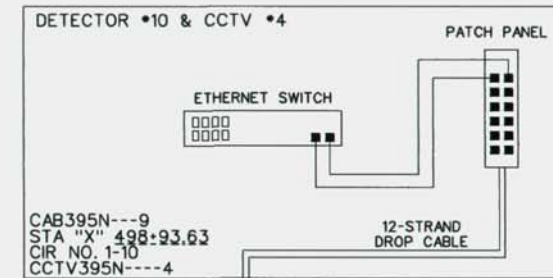 DETECTOR •10 & CCTV •4
PATCH PANEL
ETHERNET SWITCH
CAB395N---9
STA "X" 498+93.63
CIR NO. 1-10
CCTV395N----4
12-STRAND
DROP CABLE